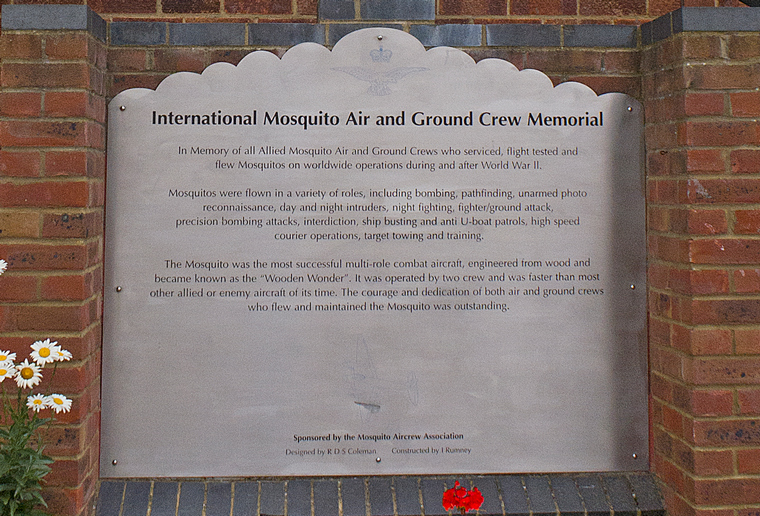 International Mosquito Air and Ground Crew Memorial
In Memory of all Allied Mosquito Air and Ground Crews who serviced, flight tested and
flew Mosquitos on worldwide operations during and after World War II.
Mosquitos were flown in a variety of roles, including bombing, pathfinding, unarmed photo
reconnaissance, day and night intruders, night fighting, fighter/ground attack,
precision bombing attacks, interdiction, ship busting and anti U-boat patrols, high speed
courier operations, target towing and training.
The Mosquito was the most successful multi-role combat aircraft, engineered from wood and
became known as the "Wooden Wonder". It was operated by two crew and was faster than most
other allied or enemy aircraft of its time. The courage and dedication of both air and ground crews
who flew and maintained the Mosquito was outstanding.
Sponsored by the Mosquito Aircrew Association
Designed by R D S Coleman Constructed by I Rumney